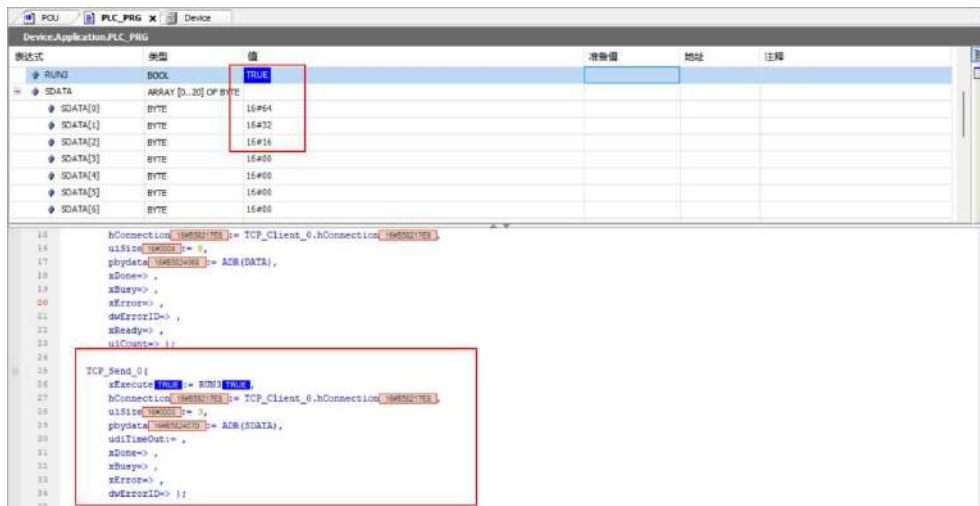 POU PLC_PRG X Device
Device.Application.PLC_PRG
表达式 类型 值 准备值 地址 注释
RUN3 BOOL TRUE
SDATA ARRAY [0..20] OF BYTE
SDATA[0] BYTE 16#64
SDATA[1] BYTE 16#32
SDATA[2] BYTE 16#16
SDATA[3] BYTE 16#00
SDATA[4] BYTE 16#00
SDATA[5] BYTE 16#00
SDATA[6] BYTE 16#00
15 hConnection := TCP_Client_0.hConnection ,
16 uiSize := ,
17 pbydata := ADR(DATA),
18 xDone=> ,
19 xBusy=> ,
20 xError=> ,
21 dwErrorID=> ,
22 xReady=> ,
23 uiCount=> );
24
25 TCP_Send_0(
26 xExecute TRUE := RUN3 TRUE ,
27 hConnection := TCP_Client_0.hConnection ,
28 uiSize 16#0003 := 3,
29 pbydata := ADR(SDATA),
30 udiTimeOut:= ,
31 xDone=> ,
32 xBusy=> ,
33 xError=> ,
34 dwErrorID=> );